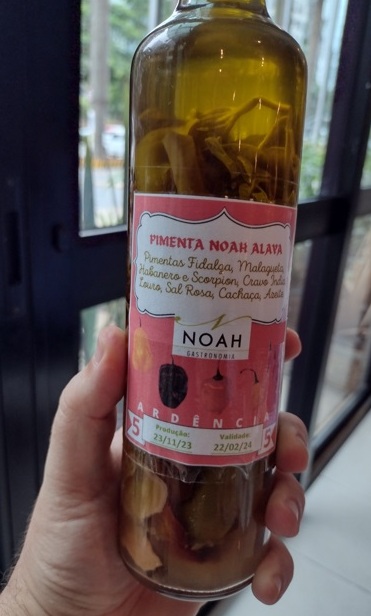 PIMENTA NOAH ALAYA
Pimentas Fidalga, Malagueta,
Habanero e Scorpion, Cravo Índia
Louro, Sal Rosa, Cachaça, Azeite
NOAH
GASTRONOMIA
ARDÊNCIA
5 Produção: Validade: 5
23/11/23 22/02/24